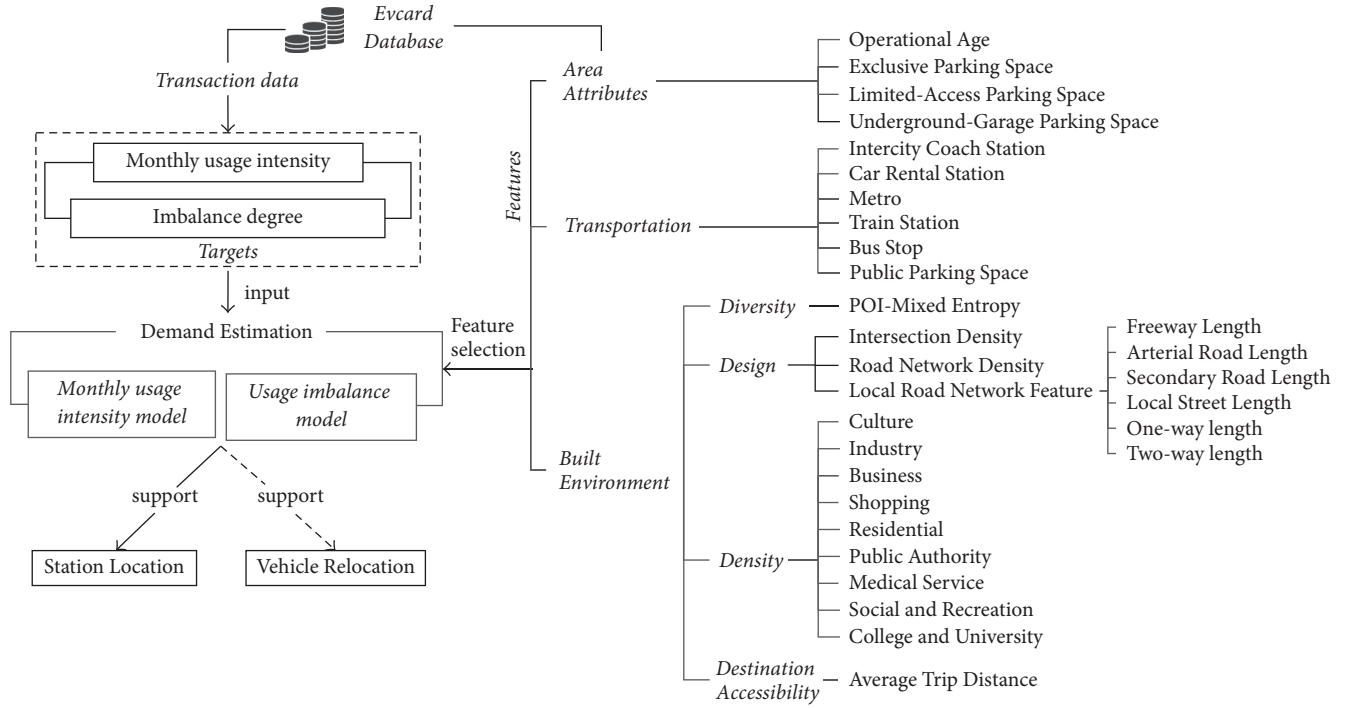 Evcard
Database
Transaction data
Monthly usage intensity
Imbalance degree
Targets
input
Demand Estimation
Monthly usage
intensity model
Usage imbalance
model
support
support
Station Location
Vehicle Relocation
Feature
selection
Features
Area
Attributes
Operational Age
Exclusive Parking Space
Limited-Access Parking Space
Underground-Garage Parking Space
Transportation
Intercity Coach Station
Car Rental Station
Metro
Train Station
Bus Stop
Public Parking Space
Built
Environment
Diversity
POI-Mixed Entropy
Design
Intersection Density
Road Network Density
Local Road Network Feature
Freeway Length
Arterial Road Length
Secondary Road Length
Local Street Length
One-way length
Two-way length
Density
Culture
Industry
Business
Shopping
Residential
Public Authority
Medical Service
Social and Recreation
College and University
Destination
Accessibility
Average Trip Distance